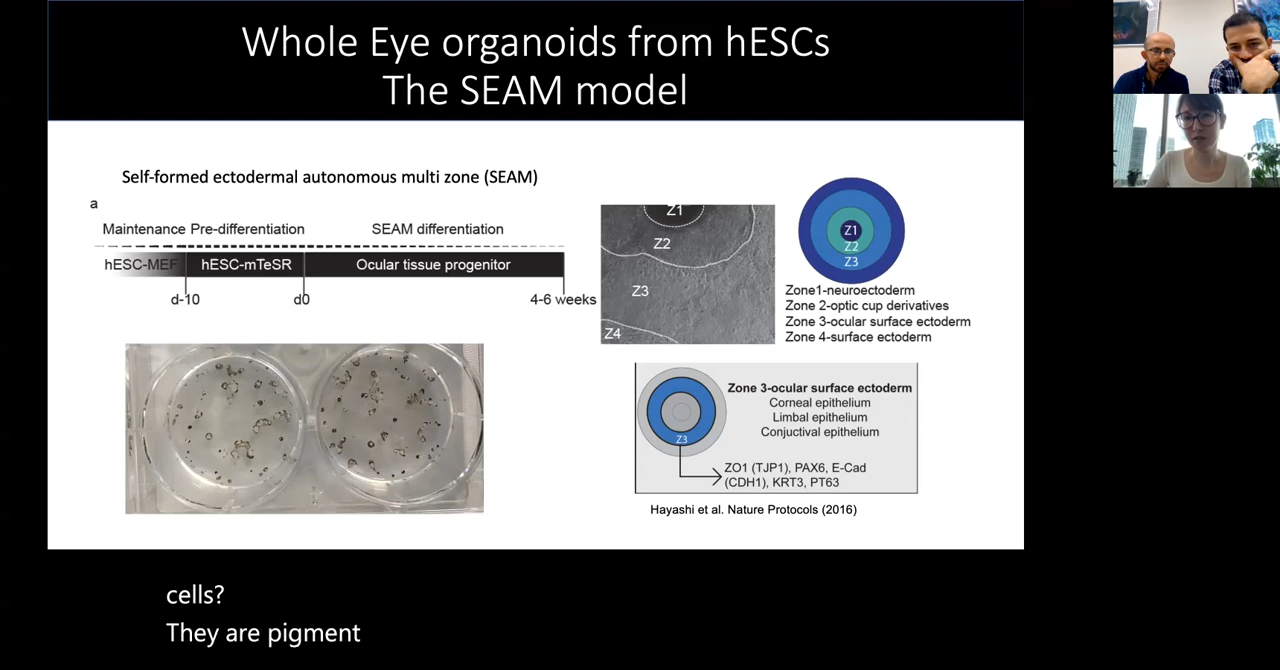 Whole Eye organoids from hESCs
The SEAM model
Self-formed ectodermal autonomous multi zone (SEAM)
a
Maintenance Pre-differentiation SEAM differentiation
hESC-MEF hESC-mTeSR Ocular tissue progenitor
d-10 d0 4-6 weeks
Z1
Z2
Z3
Z4
Z1
Z2
Z3
Zone1-neuroectoderm
Zone 2-optic cup derivatives
Zone 3-ocular surface ectoderm
Zone 4-surface ectoderm
Zone 3-ocular surface ectoderm
Corneal epithelium
Limbal epithelium
Conjuctival epithelium
Z3
ZO1 (TJP1), PAX6, E-Cad
(CDH1), KRT3, PT63
Hayashi et al. Nature Protocols (2016)
cells?
They are pigment